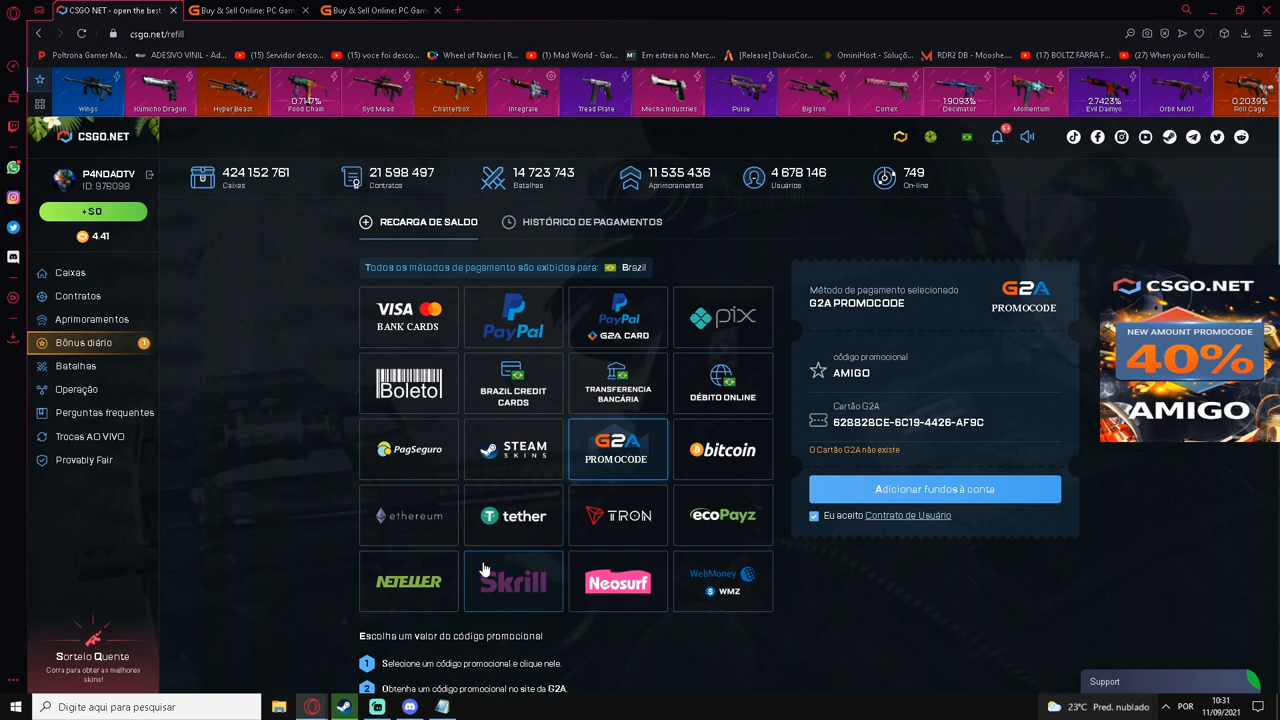 CSGO NET - open the best
Buy & Sell Online: PC Gam
Buy & Sell Online: PC Gam
csgo.net/refill
Poltrona Gamer Ma...
ADESIVO VINIL - Ad...
(15) Servidor desco...
(15) voce foi desco...
Wheel of Names | R...
(1) Mad World - Gar...
Em estreia no Merc...
[Release] DokusCor...
OminiHost - Soluçõ...
RDR2 DB - Mooshe...
(17) BOLTZ FARPA F...
(27) When you follo...
Wings
Kumicho Dragon
Hyper Beast
0.7147%
Food Chain
Syd Mead
Chatterbox
Integrale
Tread Plate
Mecha Industries
Pulse
Big Iron
Cortex
1.9093%
Decimator
Momentum
2.7423%
Evil Daimyo
Orbit Mk01
0.2039%
Roll Cage
CSGO.NET
5+
P4NDAOTV
ID: 976098
+ $ 0
4.41
424 152 761
Caixas
21 598 497
Contratos
14 723 743
Batalhas
11 535 436
Aprimoramentos
4 678 146
Usuários
749
On-line
Caixas
Contratos
Aprimoramentos
Bônus diário
1
Batalhas
Operação
Perguntas frequentes
Trocas AO VIVO
Provably Fair
Sorteio Quente
Corra para obter as melhores
skins!
RECARGA DE SALDO
HISTÓRICO DE PAGAMENTOS
Todos os métodos de pagamento são exibidos para: Brazil
VISA
BANK CARDS
PayPal
PayPal
G2A CARD
pix
Boleto
BRAZIL CREDIT
CARDS
TRANSFERENCIA
BANCÁRIA
DÉBITO ONLINE
PagSeguro
STEAM
SKINS
G2A
PROMOCODE
bitcoin
ethereum
tether
TRON
ecoPayz
NETELLER
Skrill
Neosurf
WebMoney
WMZ
Escolha um valor do código promocional
1 Selecione um código promocional e clique nele.
2 Obtenha um código promocional no site da G2A.
Método de pagamento selecionado
G2A PROMOCODE
G2A
PROMOCODE
código promocional
AMIGO
Cartão G2A
628828CE-6C19-4426-AF9C
O Cartão G2A não existe
Adicionar fundos à conta
Eu aceito Contrato de Usuário
CSGO.NET
NEW AMOUNT PROMOCODE
40%
AMIGO
Support
Digite aqui para pesquisar
23°C Pred. nublado
POR
10:31
11/09/2021